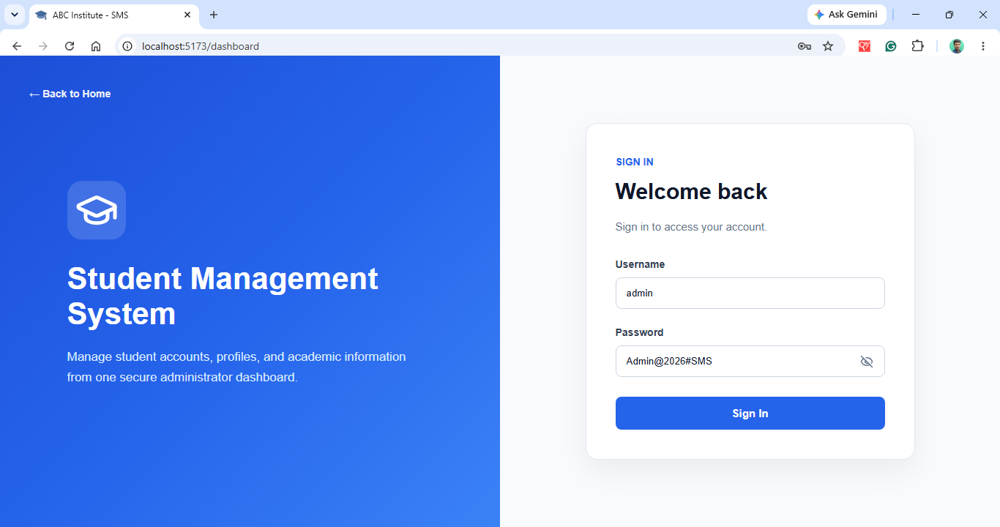 ABC Institute - SMS
Ask Gemini
localhost:5173/dashboard
← Back to Home
Student Management
System
Manage student accounts, profiles, and academic information
from one secure administrator dashboard.
SIGN IN
Welcome back
Sign in to access your account.
Username
admin
Password
Admin@2026#SMS
Sign In